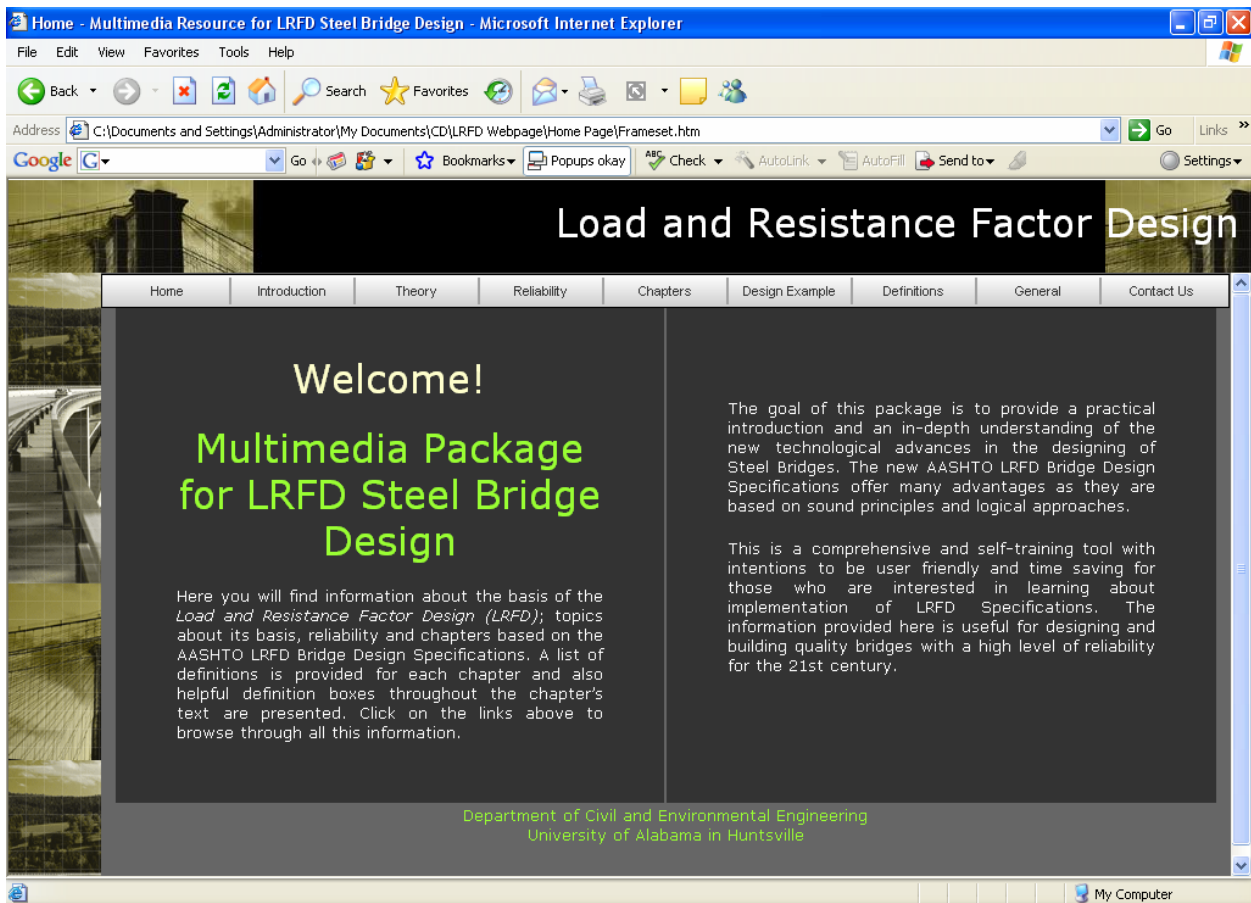 Home - Multimedia Resource for LRFD Steel Bridge Design - Microsoft Internet Explorer
File Edit View Favorites Tools Help
Back Search Favorites
Address C:\Documents and Settings\Administrator\My Documents\CD\LRFD Webpage\Home Page\Frameset.htm Go Links »
Google G Go Bookmarks Popups okay ABC Check AutoLink AutoFill Send to Settings
Load and Resistance Factor Design
Home Introduction Theory Reliability Chapters Design Example Definitions General Contact Us
Welcome!
Multimedia Package
for LRFD Steel Bridge
Design
Here you will find information about the basis of the
Load and Resistance Factor Design (LRFD); topics
about its basis, reliability and chapters based on the
AASHTO LRFD Bridge Design Specifications. A list of
definitions is provided for each chapter and also
helpful definition boxes throughout the chapter's
text are presented. Click on the links above to
browse through all this information.
The goal of this package is to provide a practical
introduction and an in-depth understanding of the
new technological advances in the designing of
Steel Bridges. The new AASHTO LRFD Bridge Design
Specifications offer many advantages as they are
based on sound principles and logical approaches.
This is a comprehensive and self-training tool with
intentions to be user friendly and time saving for
those who are interested in learning about
implementation of LRFD Specifications. The
information provided here is useful for designing and
building quality bridges with a high level of reliability
for the 21st century.
Department of Civil and Environmental Engineering
University of Alabama in Huntsville
My Computer